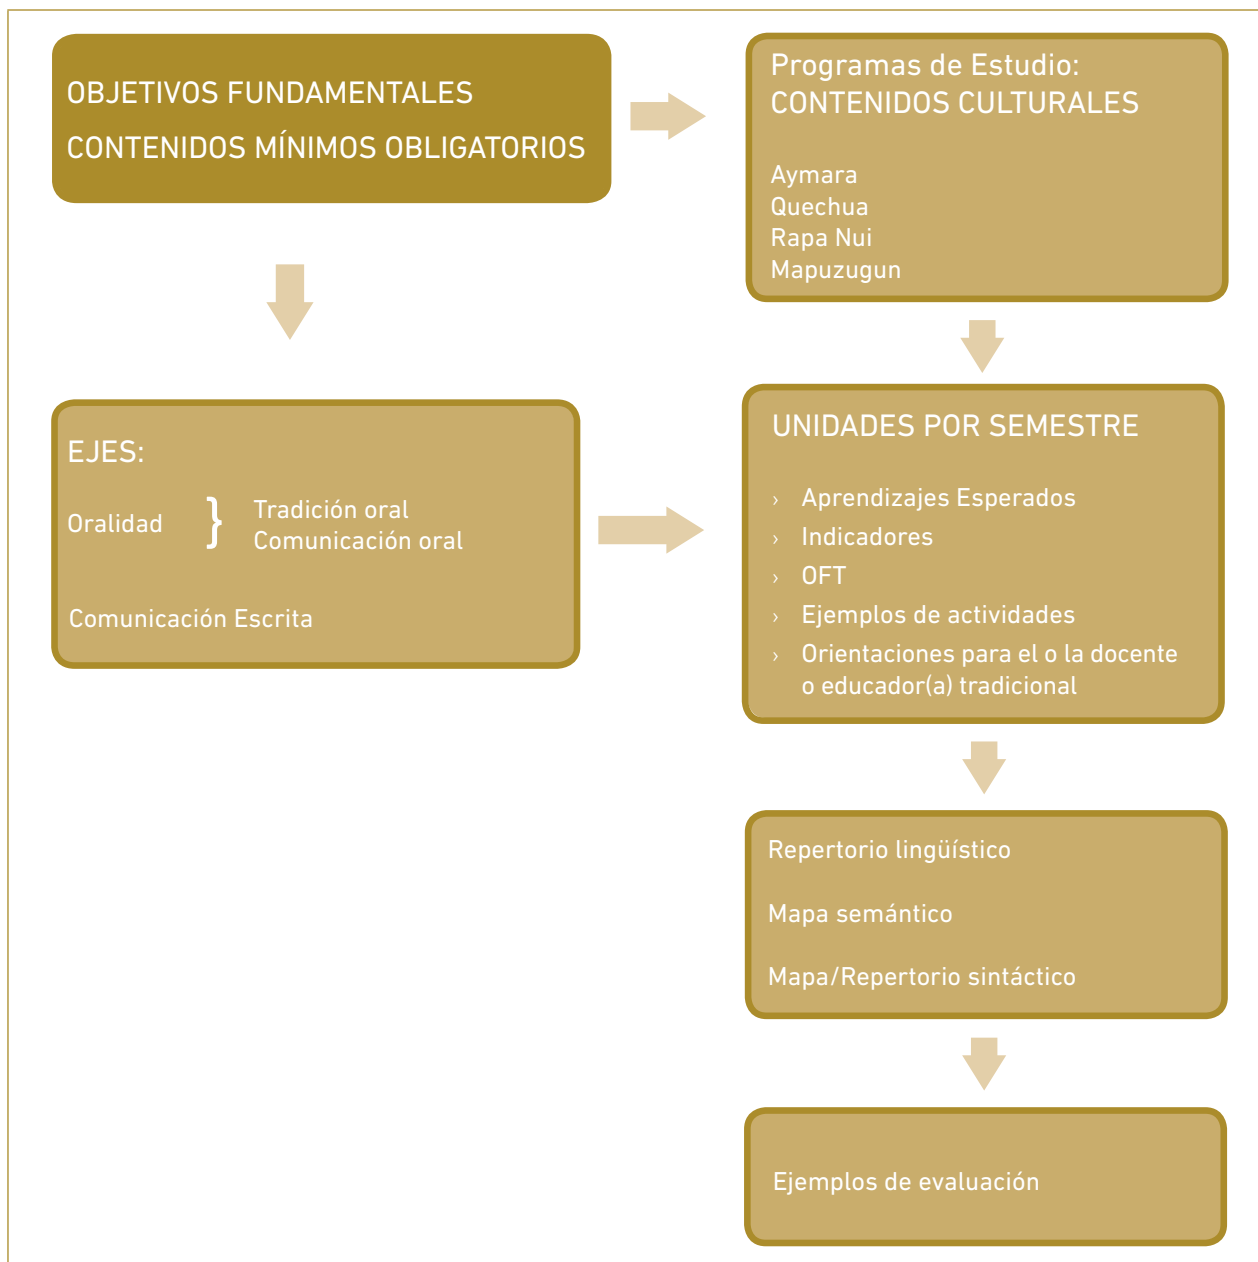 OBJETIVOS FUNDAMENTALES
CONTENIDOS MÍNIMOS OBLIGATORIOS
Programas de Estudio:
CONTENIDOS CULTURALES
Aymara
Quechua
Rapa Nui
Mapuzugun
EJES:
Oralidad }
Tradición oral
Comunicación oral
Comunicación Escrita
UNIDADES POR SEMESTRE
› Aprendizajes Esperados
› Indicadores
› OFT
› Ejemplos de actividades
› Orientaciones para el o la docente
o educador(a) tradicional
Repertorio lingüístico
Mapa semántico
Mapa/Repertorio sintáctico
Ejemplos de evaluación